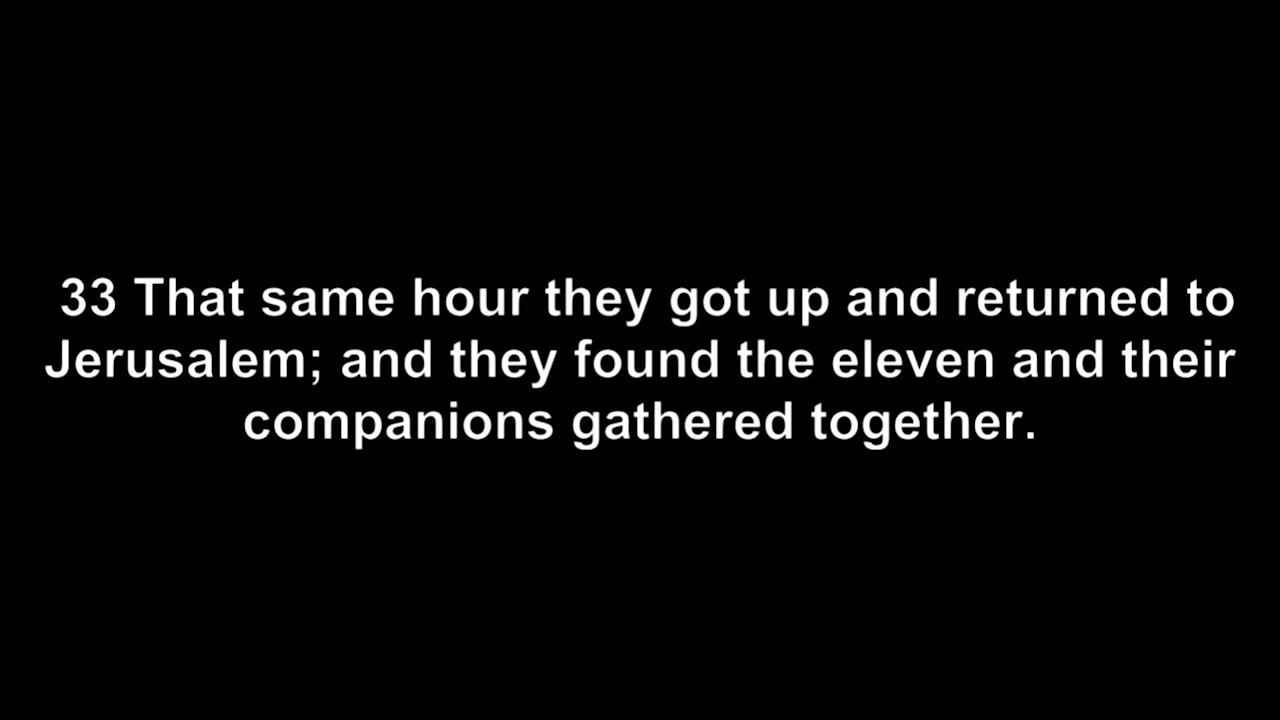 33 That same hour they got up and returned to
Jerusalem; and they found the eleven and their
companions gathered together.